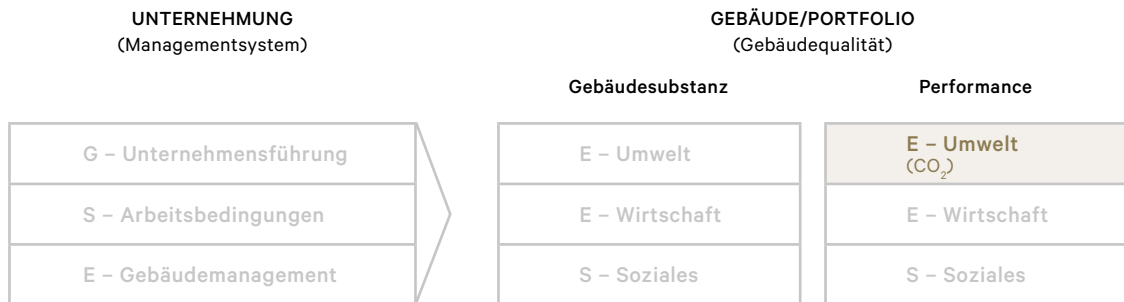 UNTERNEHMUNG
(Managementsystem)
GEBÄUDE/PORTFOLIO
(Gebäudequalität)
Gebäudesubstanz
Performance
G – Unternehmensführung
S – Arbeitsbedingungen
E – Gebäudemanagement
E – Umwelt
E – Wirtschaft
S – Soziales
E – Umwelt
(CO₂)
E – Wirtschaft
S – Soziales